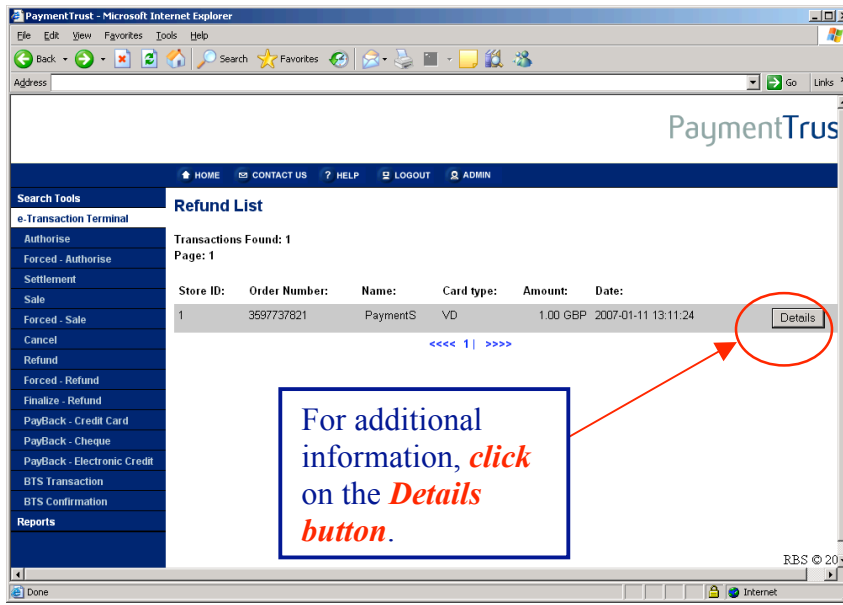 PaymentTrust - Microsoft Internet Explorer
File Edit View Favorites Tools Help
Back Search Favorites
Address Go Links
PaymentTrus
HOME CONTACT US ? HELP LOGOUT ADMIN
Search Tools
e-Transaction Terminal
Authorise
Forced - Authorise
Settlement
Sale
Forced - Sale
Cancel
Refund
Forced - Refund
Finalize - Refund
PayBack - Credit Card
PayBack - Cheque
PayBack - Electronic Credit
BTS Transaction
BTS Confirmation
Reports
Refund List
Transactions Found: 1
Page: 1
Store ID: Order Number: Name: Card type: Amount: Date:
1 3597737821 PaymentS VD 1.00 GBP 2007-01-11 13:11:24 Details
<<<< 1| >>>>
For additional
information, click
on the Details
button.
RBS © 20
Done Internet